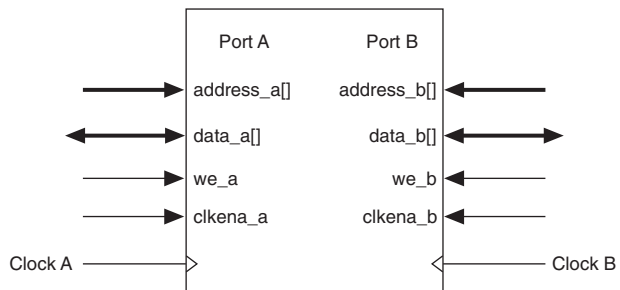 Port A Port B
address_a[] address_b[]
data_a[] data_b[]
we_a we_b
clkena_a clkena_b
Clock A Clock B